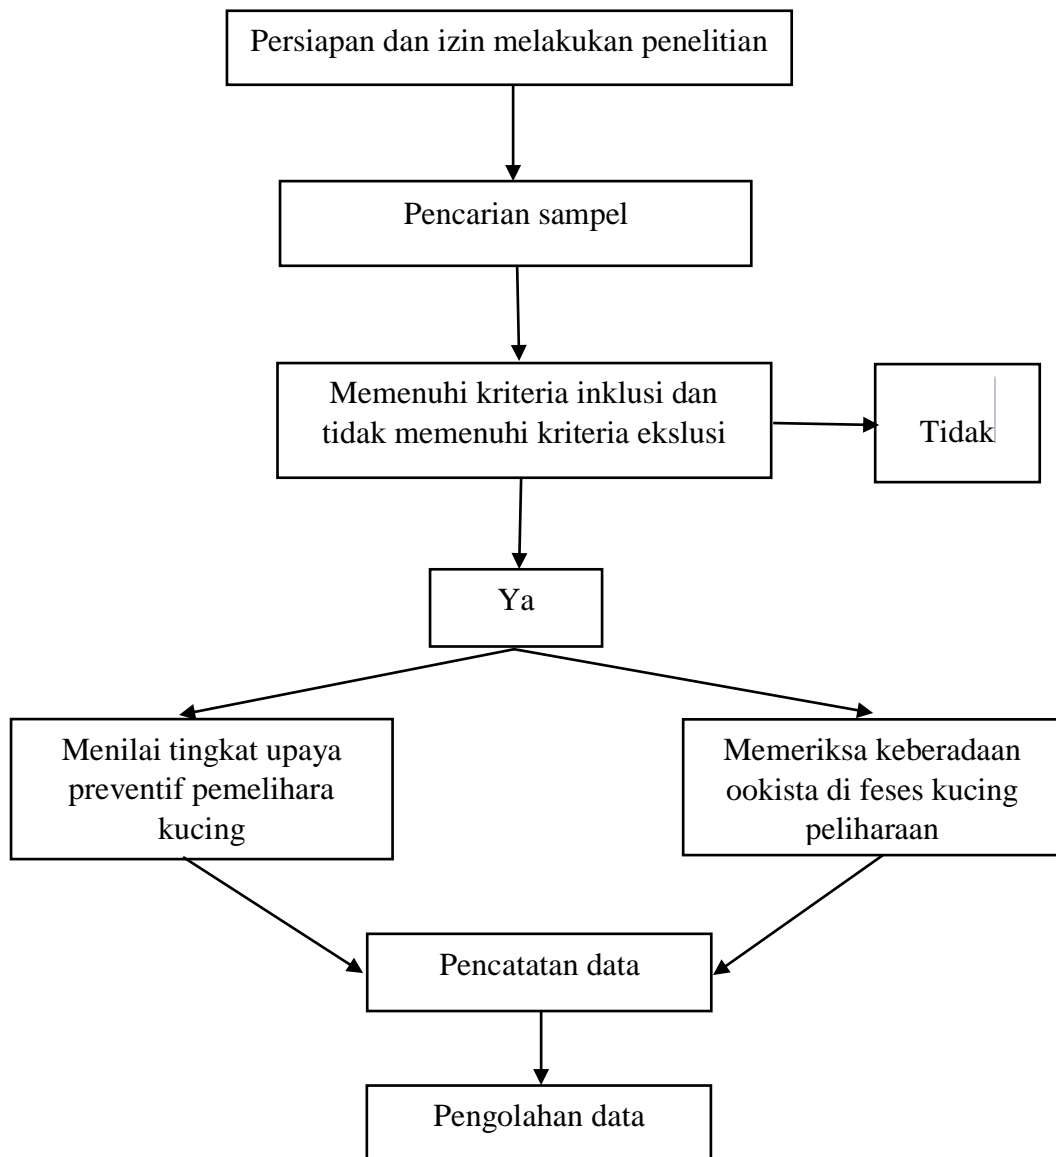 Persiapan dan izin melakukan penelitian
Pencarian sampel
Memenuhi kriteria inklusi dan
tidak memenuhi kriteria ekslusi
Tidak
Ya
Menilai tingkat upaya
preventif pemelihara
kucing
Memeriksa keberadaan
ookista di feses kucing
peliharaan
Pencatatan data
Pengolahan data